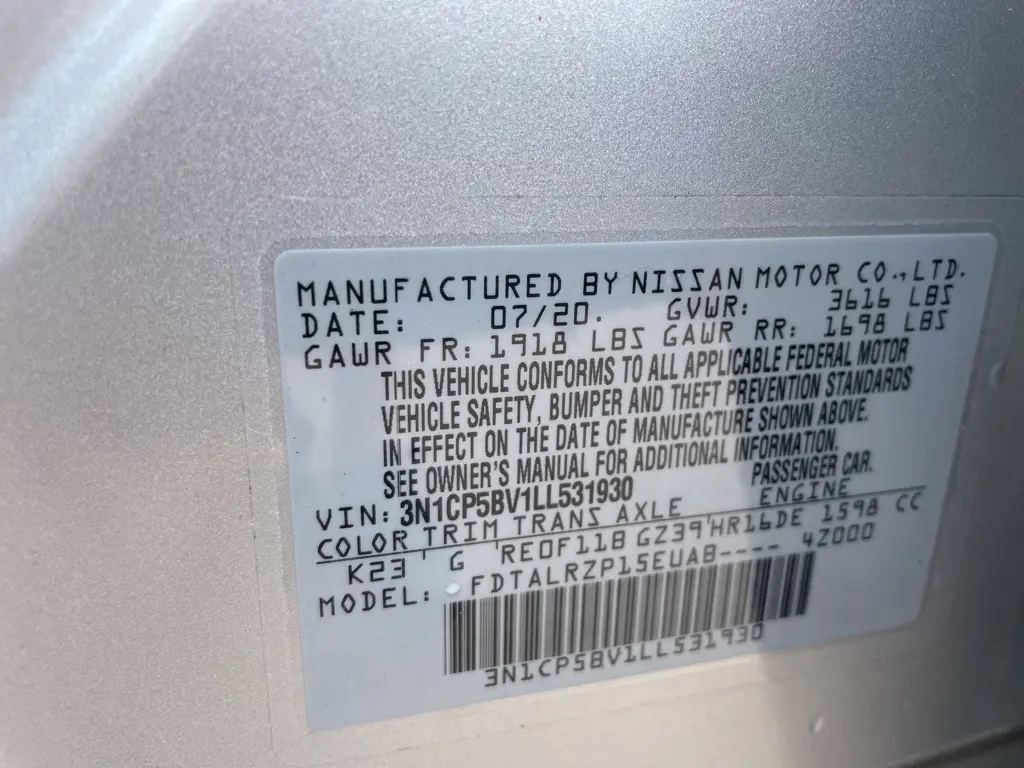 MANUFACTURED BY NISSAN MOTOR CO.,LTD.
DATE: 07/20. GVWR: 3616 LBS
GAWR FR: 1918 LBS GAWR RR: 1698 LBS
THIS VEHICLE CONFORMS TO ALL APPLICABLE FEDERAL MOTOR
VEHICLE SAFETY, BUMPER AND THEFT PREVENTION STANDARDS
IN EFFECT ON THE DATE OF MANUFACTURE SHOWN ABOVE.
SEE OWNER'S MANUAL FOR ADDITIONAL INFORMATION.
VIN: 3N1CP5BV1LL531930 PASSENGER CAR.
COLOR TRIM TRANS AXLE ENGINE
K23 ' G 'RE0F11B GZ39'HR16DE 1598 CC
MODEL: FDTALRZP15EUAB---- 42000
3N1CP5BV1LL531930